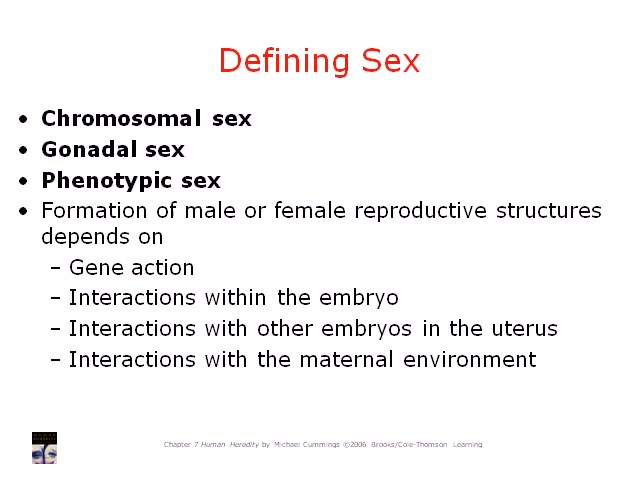 Defining Sex
• Chromosomal sex
• Gonadal sex
• Phenotypic sex
• Formation of male or female reproductive structures
depends on
– Gene action
– Interactions within the embryo
– Interactions with other embryos in the uterus
– Interactions with the maternal environment
Chapter 7 Human Heredity by Michael Cummings ©2006 Brooks/Cole-Thomson Learning